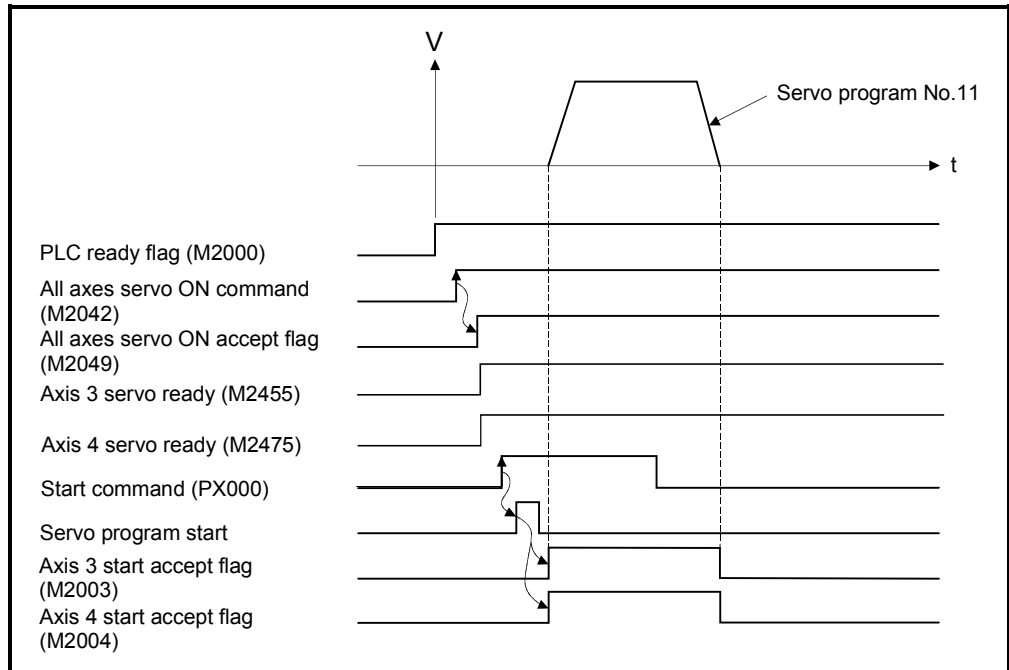 V
Servo program No.11
t
PLC ready flag (M2000)
All axes servo ON command
(M2042)
All axes servo ON accept flag
(M2049)
Axis 3 servo ready (M2455)
Axis 4 servo ready (M2475)
Start command (PX000)
Servo program start
Axis 3 start accept flag
(M2003)
Axis 4 start accept flag
(M2004)